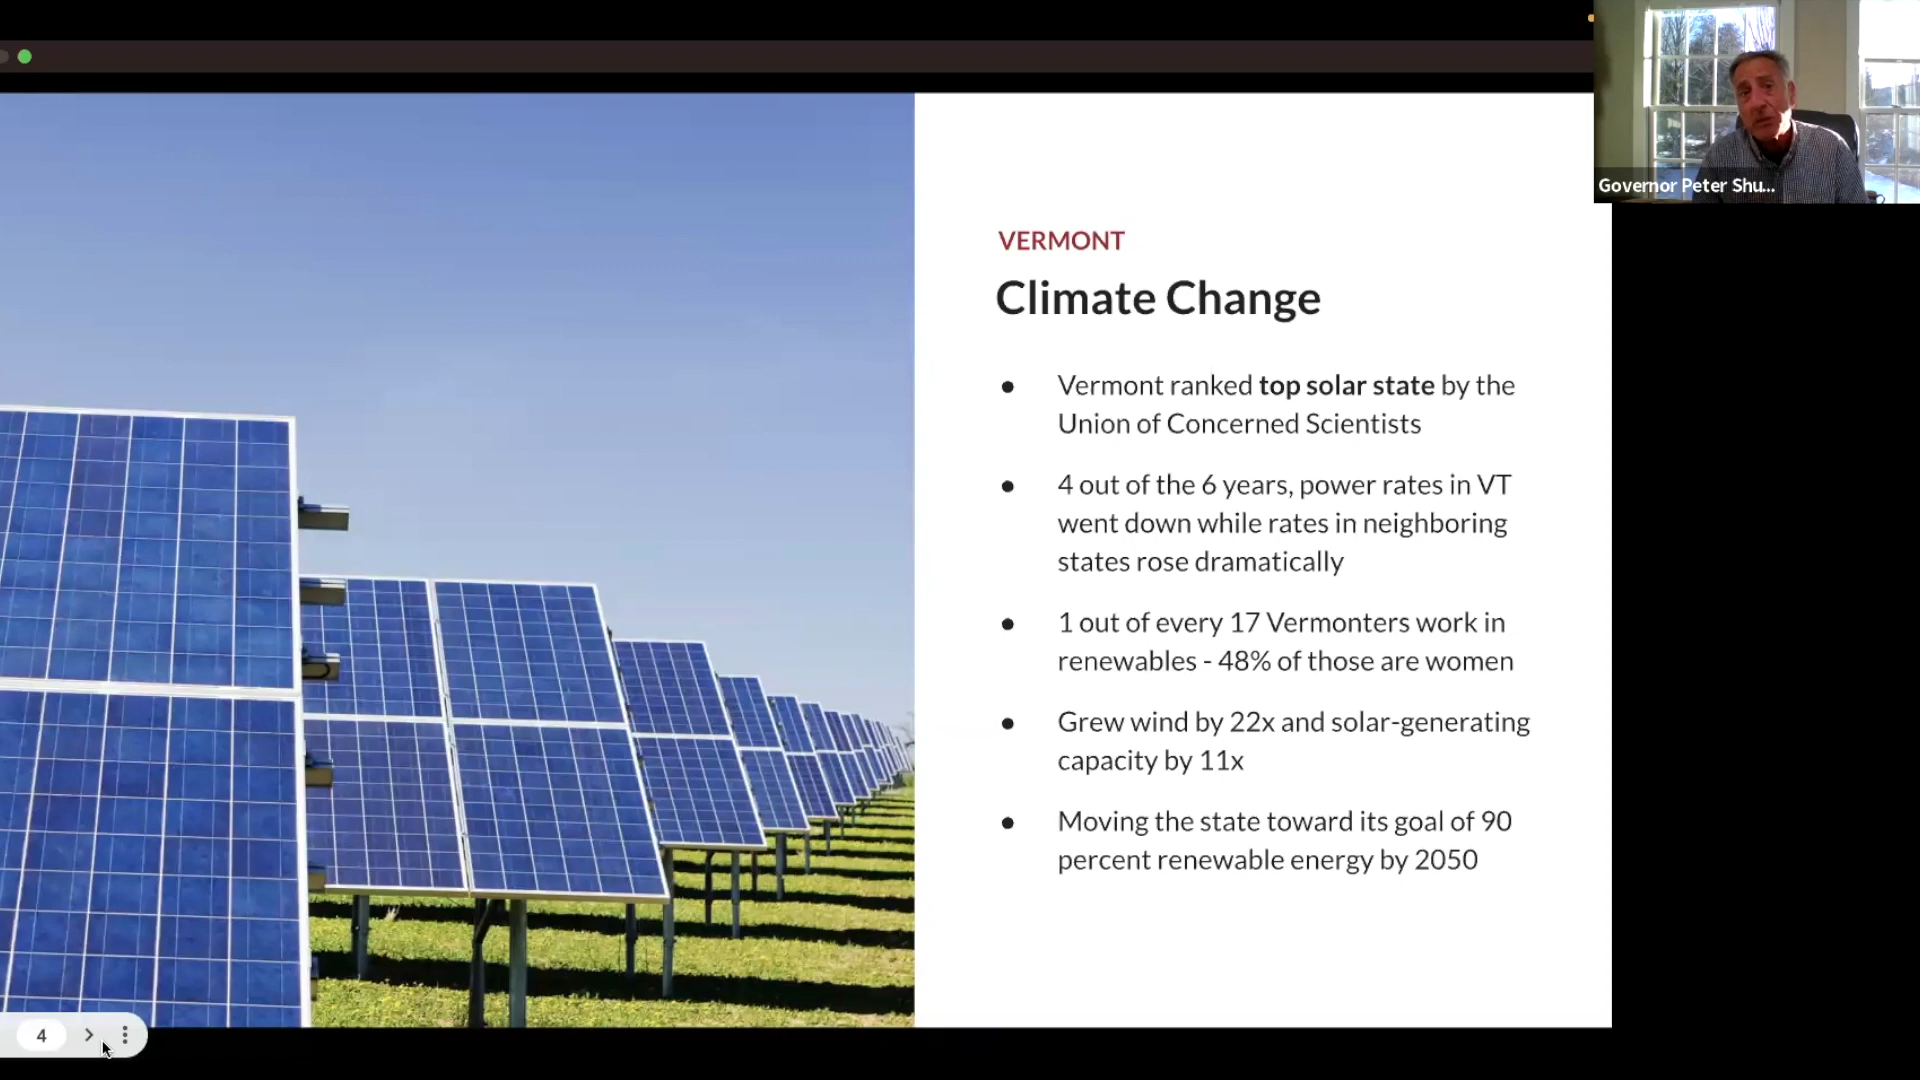 Governor Peter Shu...
VERMONT
Climate Change
● Vermont ranked top solar state by the
Union of Concerned Scientists
● 4 out of the 6 years, power rates in VT
went down while rates in neighboring
states rose dramatically
● 1 out of every 17 Vermonters work in
renewables - 48% of those are women
● Grew wind by 22x and solar-generating
capacity by 11x
● Moving the state toward its goal of 90
percent renewable energy by 2050
4